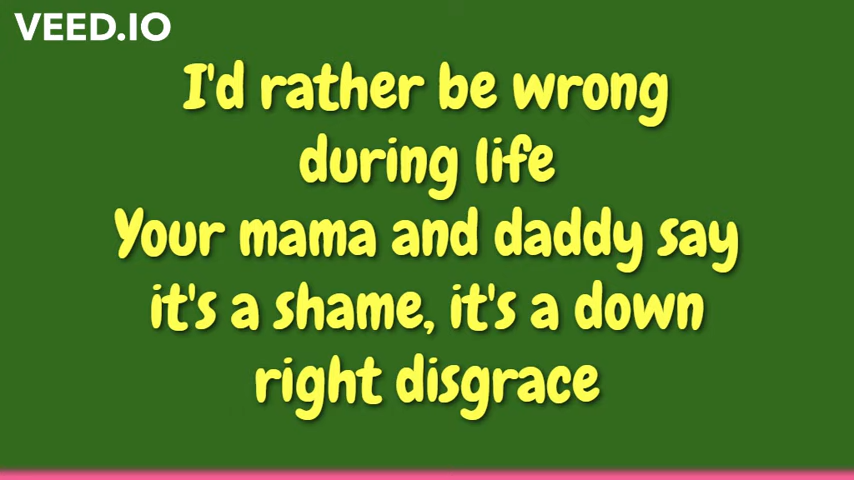 VEED.IO
I'd rather be wrong
during life
Your mama and daddy say
it's a shame, it's a down
right disgrace